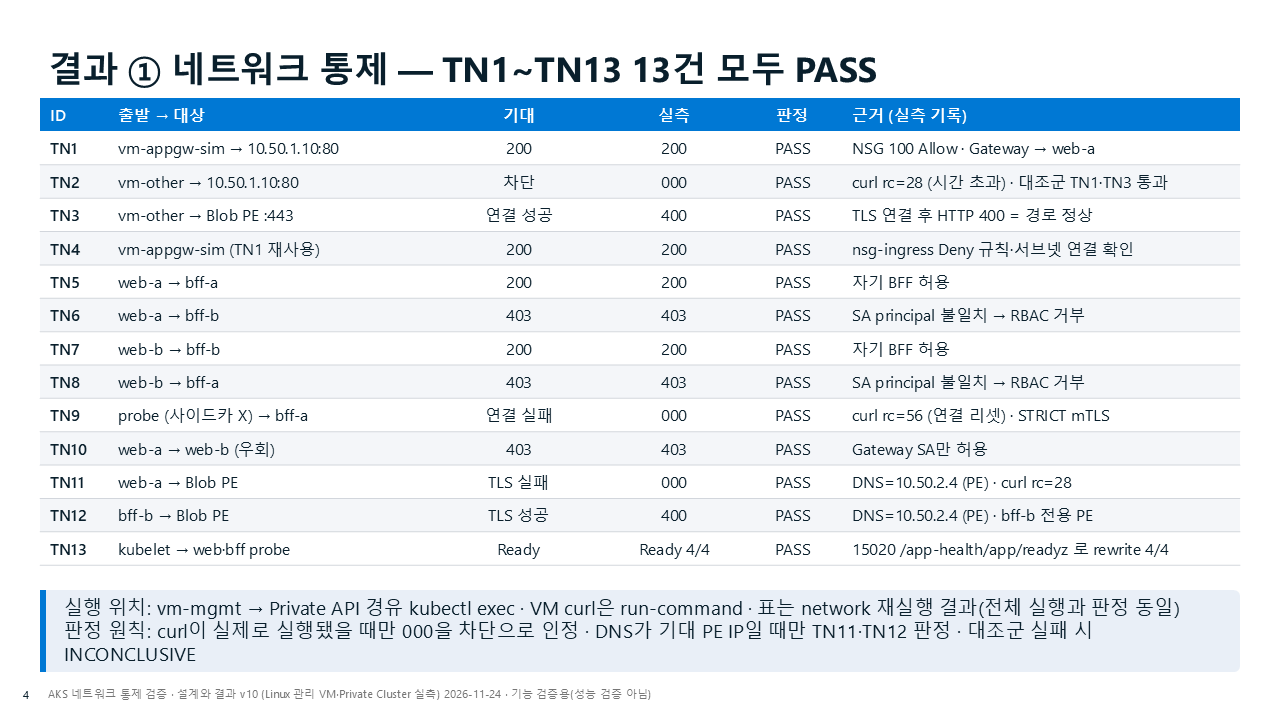 결과 ① 네트워크 통제 — TN1~TN13 13건 모두 PASS
ID 출발 → 대상 기대 실측 판정 근거 (실측 기록)
TN1 vm-appgw-sim → 10.50.1.10:80 200 200 PASS NSG 100 Allow · Gateway → web-a
TN2 vm-other → 10.50.1.10:80 차단 000 PASS curl rc=28 (시간 초과) · 대조군 TN1·TN3 통과
TN3 vm-other → Blob PE :443 연결 성공 400 PASS TLS 연결 후 HTTP 400 = 경로 정상
TN4 vm-appgw-sim (TN1 재사용) 200 200 PASS nsg-ingress Deny 규칙·서브넷 연결 확인
TN5 web-a → bff-a 200 200 PASS 자기 BFF 허용
TN6 web-a → bff-b 403 403 PASS SA principal 불일치 → RBAC 거부
TN7 web-b → bff-b 200 200 PASS 자기 BFF 허용
TN8 web-b → bff-a 403 403 PASS SA principal 불일치 → RBAC 거부
TN9 probe (사이드카 X) → bff-a 연결 실패 000 PASS curl rc=56 (연결 리셋) · STRICT mTLS
TN10 web-a → web-b (우회) 403 403 PASS Gateway SA만 허용
TN11 web-a → Blob PE TLS 실패 000 PASS DNS=10.50.2.4 (PE) · curl rc=28
TN12 bff-b → Blob PE TLS 성공 400 PASS DNS=10.50.2.4 (PE) · bff-b 전용 PE
TN13 kubelet → web·bff probe Ready Ready 4/4 PASS 15020 /app-health/app/readyz 로 rewrite 4/4
실행 위치: vm-mgmt → Private API 경유 kubectl exec · VM curl은 run-command · 표는 network 재실행 결과(전체 실행과 판정 동일)
판정 원칙: curl이 실제로 실행됐을 때만 000을 차단으로 인정 · DNS가 기대 PE IP일 때만 TN11·TN12 판정 · 대조군 실패 시
INCONCLUSIVE
4 AKS 네트워크 통제 검증 · 설계와 결과 v10 (Linux 관리 VM·Private Cluster 실측) 2026-11-24 · 기능 검증용(성능 검증 아님)